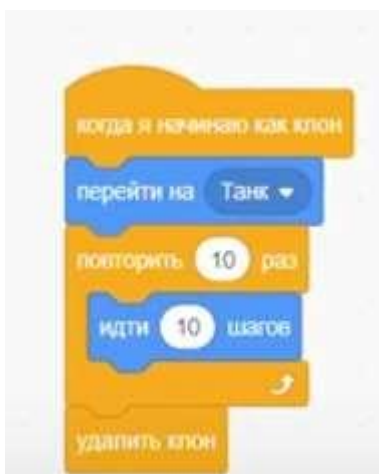 когда я начинаю как клон
перейти на Танк
повторить 10 раз
идти 10 шагов
удалить клон